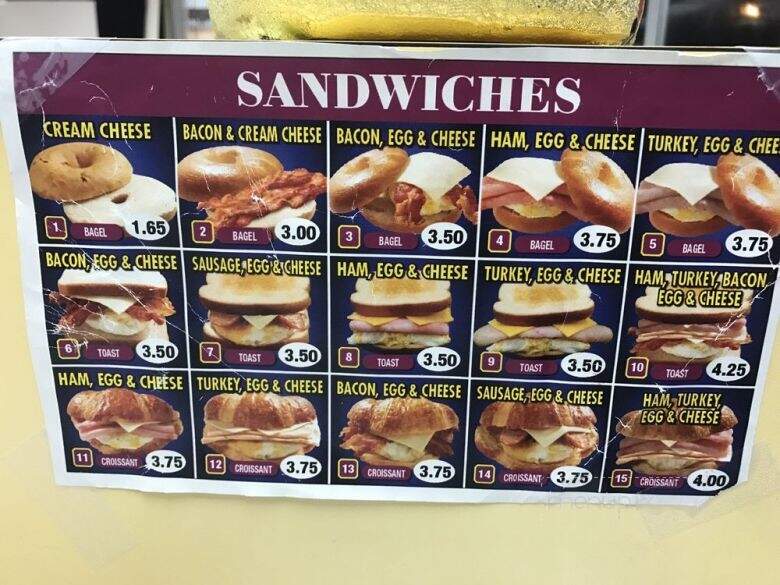 SANDWICHES
CREAM CHEESE
1 BAGEL 1.65
BACON & CREAM CHEESE
2 BAGEL 3.00
BACON, EGG & CHEESE
3 BAGEL 3.50
HAM, EGG & CHEESE
4 BAGEL 3.75
TURKEY, EGG & CHEE
5 BAGEL 3.75
BACON, EGG & CHEESE
6 TOAST 3.50
SAUSAGE, EGG & CHEESE
7 TOAST 3.50
HAM, EGG & CHEESE
8 TOAST 3.50
TURKEY, EGG & CHEESE
9 TOAST 3.50
HAM, TURKEY, BACON
EGG & CHEESE
10 TOAST 4.25
HAM, EGG & CHEESE
11 CROISSANT 3.75
TURKEY, EGG & CHEESE
12 CROISSANT 3.75
BACON, EGG & CHEESE
13 CROISSANT 3.75
SAUSAGE, EGG & CHEESE
14 CROISSANT 3.75
HAM, TURKEY,
EGG & CHEESE
15 CROISSANT 4.00